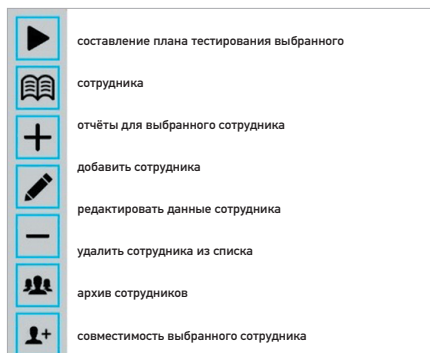 составление плана тестирования выбранного
сотрудника
отчёты для выбранного сотрудника
добавить сотрудника
редактировать данные сотрудника
удалить сотрудника из списка
архив сотрудников
совместимость выбранного сотрудника